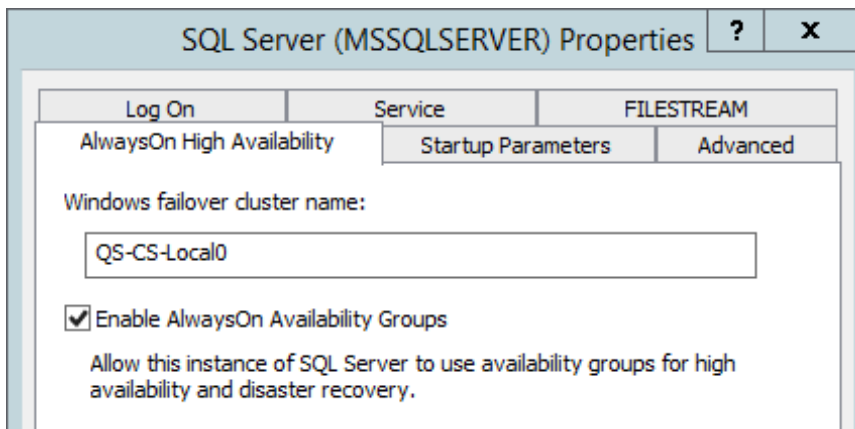 SQL Server (MSSQLSERVER) Properties ? x
Log On Service FILESTREAM
AlwaysOn High Availability Startup Parameters Advanced
Windows failover cluster name:
QS-CS-Local0
Enable AlwaysOn Availability Groups
Allow this instance of SQL Server to use availability groups for high
availability and disaster recovery.